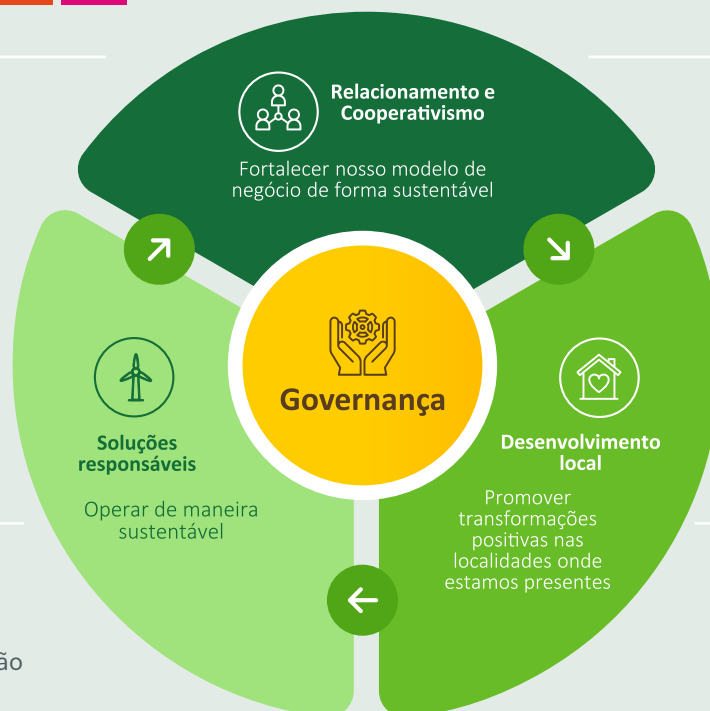 Relacionamento e
Cooperativismo
Fortalecer nosso modelo de
negócio de forma sustentável
Governança
Soluções
responsáveis
Operar de maneira
sustentável
Desenvolvimento
local
Promover
transformações
positivas nas
localidades onde
estamos presentes
ão